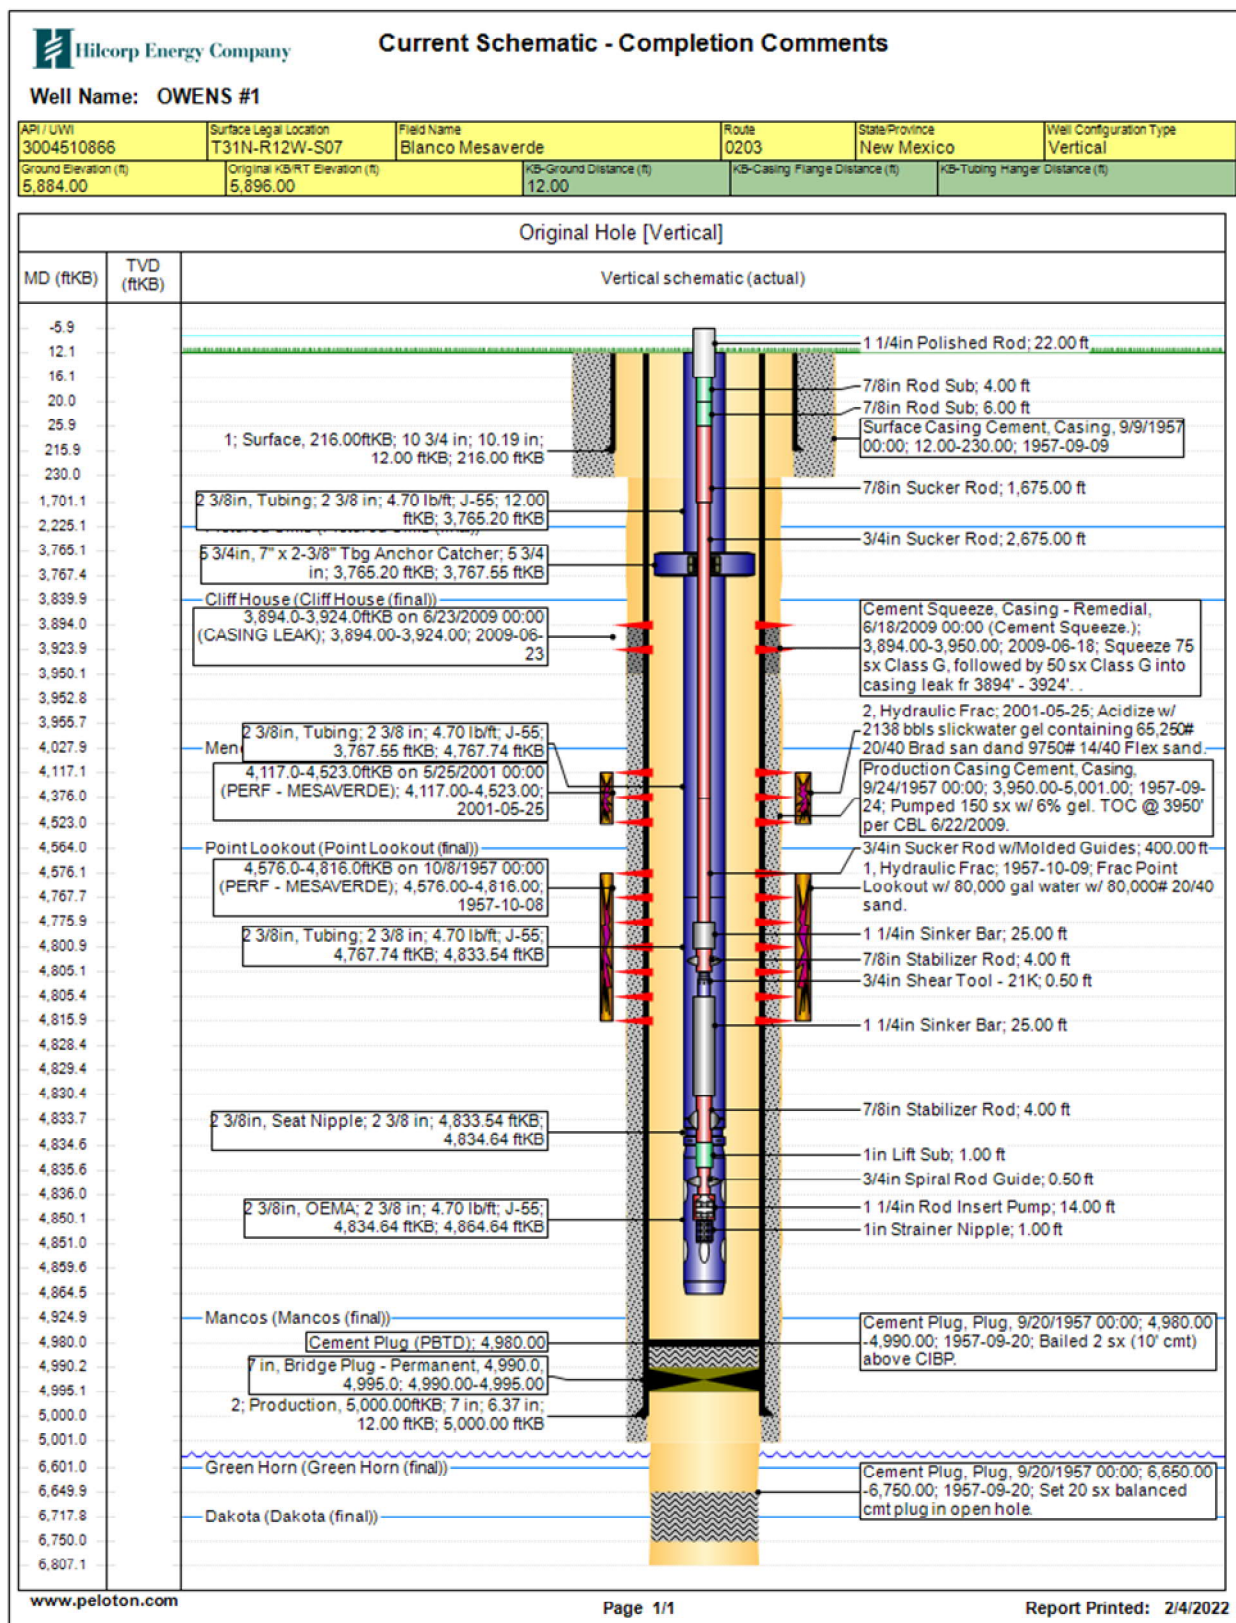 Hilcorp Energy Company
Current Schematic - Completion Comments
Well Name: OWENS #1
API / UWI
3004510866
Surface Legal Location
T31N-R12W-S07
Field Name
Blanco Mesaverde
Route
0203
State/Province
New Mexico
Well Configuration Type
Vertical
Ground Elevation (ft)
5,884.00
Original KB/RT Elevation (ft)
5,896.00
KB-Ground Distance (ft)
12.00
KB-Casing Flange Distance (ft)
KB-Tubing Hanger Distance (ft)
Original Hole [Vertical]
MD (ftKB)
TVD
(ftKB)
Vertical schematic (actual)
-5.9
12.1
16.1
20.0
25.9
215.9
230.0
1,701.1
2,225.1
3,765.1
3,767.4
3,839.9
3,894.0
3,923.9
3,950.1
3,952.8
3,955.7
4,027.9
4,117.1
4,376.0
4,523.0
4,564.0
4,576.1
4,767.7
4,775.9
4,800.9
4,805.1
4,805.4
4,815.9
4,828.4
4,829.4
4,830.4
4,833.7
4,834.6
4,835.6
4,836.0
4,850.1
4,851.0
4,859.6
4,864.5
4,924.9
4,980.0
4,990.2
4,995.1
5,000.0
5,001.0
6,601.0
6,649.9
6,717.8
6,750.0
6,807.1
1; Surface, 216.00ftKB; 10 3/4 in; 10.19 in;
12.00 ftKB; 216.00 ftKB
2 3/8in, Tubing; 2 3/8 in; 4.70 lb/ft; J-55; 12.00
ftKB; 3,765.20 ftKB
5 3/4in, 7" x 2-3/8" Tbg Anchor Catcher; 5 3/4
in; 3,765.20 ftKB; 3,767.55 ftKB
Cliff House (Cliff House (final))
3,894.0-3,924.0ftKB on 6/23/2009 00:00
(CASING LEAK); 3,894.00-3,924.00; 2009-06-
23
2 3/8in, Tubing; 2 3/8 in; 4.70 lb/ft; J-55;
3,767.55 ftKB; 4,767.74 ftKB
4,117.0-4,523.0ftKB on 5/25/2001 00:00
(PERF - MESAVERDE); 4,117.00-4,523.00;
2001-05-25
Point Lookout (Point Lookout (final))
4,576.0-4,816.0ftKB on 10/8/1957 00:00
(PERF - MESAVERDE); 4,576.00-4,816.00;
1957-10-08
2 3/8in, Tubing; 2 3/8 in; 4.70 lb/ft; J-55;
4,767.74 ftKB; 4,833.54 ftKB
2 3/8in, Seat Nipple; 2 3/8 in; 4,833.54 ftKB;
4,834.64 ftKB
2 3/8in, OEMA; 2 3/8 in; 4.70 lb/ft; J-55;
4,834.64 ftKB; 4,864.64 ftKB
Mancos (Mancos (final))
Cement Plug (PBTD); 4,980.00
7 in, Bridge Plug - Permanent, 4,990.0,
4,995.0; 4,990.00-4,995.00
2; Production, 5,000.00ftKB; 7 in; 6.37 in;
12.00 ftKB; 5,000.00 ftKB
Green Horn (Green Horn (final))
Dakota (Dakota (final))
1 1/4in Polished Rod; 22.00 ft
7/8in Rod Sub; 4.00 ft
7/8in Rod Sub; 6.00 ft
Surface Casing Cement, Casing, 9/9/1957
00:00; 12.00-230.00; 1957-09-09
7/8in Sucker Rod; 1,675.00 ft
3/4in Sucker Rod; 2,675.00 ft
Cement Squeeze, Casing - Remedial,
6/18/2009 00:00 (Cement Squeeze.);
3,894.00-3,950.00; 2009-06-18; Squeeze 75
sx Class G, followed by 50 sx Class G into
casing leak fr 3894' - 3924'. .
2, Hydraulic Frac; 2001-05-25; Acidize w/
2138 bbls slickwater gel containing 65,250#
20/40 Brad san dand 9750# 14/40 Flex sand.
Production Casing Cement, Casing,
9/24/1957 00:00; 3,950.00-5,001.00; 1957-09-
24; Pumped 150 sx w/ 6% gel. TOC @ 3950'
per CBL 6/22/2009.
3/4in Sucker Rod w/Molded Guides; 400.00 ft
1, Hydraulic Frac; 1957-10-09; Frac Point
Lookout w/ 80,000 gal water w/ 80,000# 20/40
sand.
1 1/4in Sinker Bar; 25.00 ft
7/8in Stabilizer Rod; 4.00 ft
3/4in Shear Tool - 21K; 0.50 ft
1 1/4in Sinker Bar; 25.00 ft
7/8in Stabilizer Rod; 4.00 ft
1in Lift Sub; 1.00 ft
3/4in Spiral Rod Guide; 0.50 ft
1 1/4in Rod Insert Pump; 14.00 ft
1in Strainer Nipple; 1.00 ft
Cement Plug, Plug, 9/20/1957 00:00; 4,980.00
-4,990.00; 1957-09-20; Bailed 2 sx (10' cmt)
above CIBP.
Cement Plug, Plug, 9/20/1957 00:00; 6,650.00
-6,750.00; 1957-09-20; Set 20 sx balanced
cmt plug in open hole.
www.peloton.com
Page 1/1
Report Printed: 2/4/2022